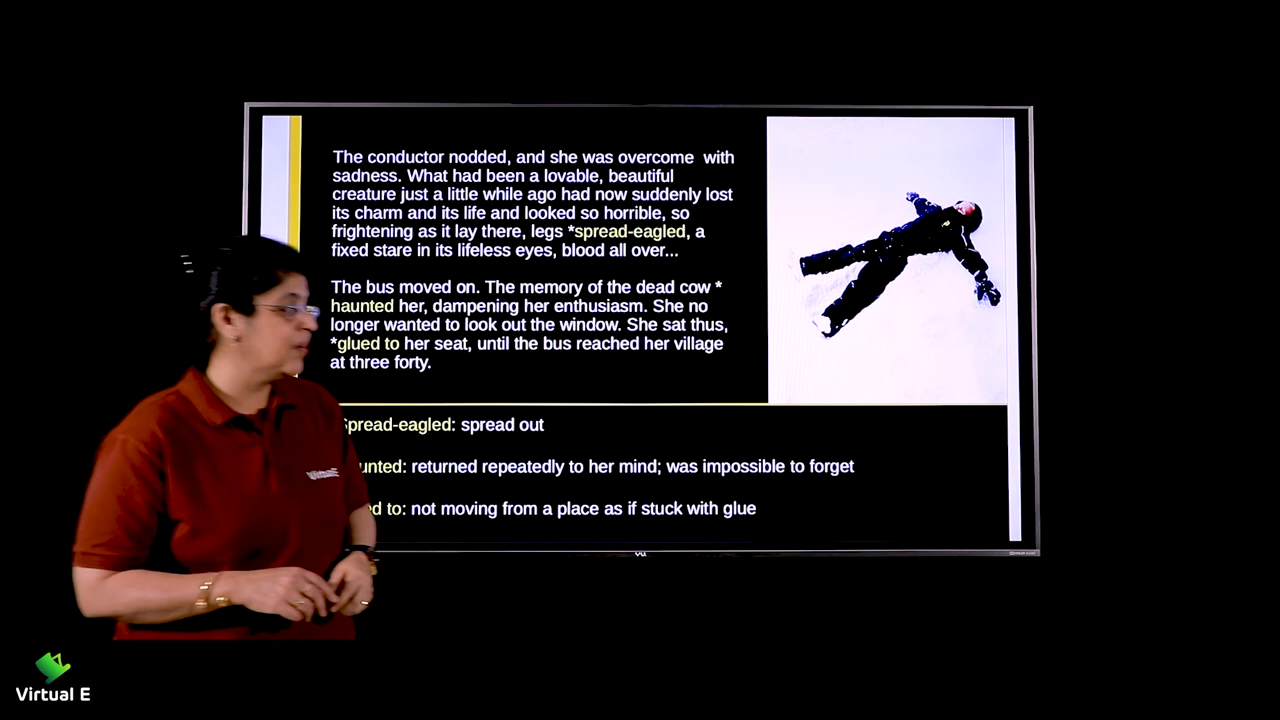 The conductor nodded, and she was overcome with
sadness. What had been a lovable, beautiful
creature just a little while ago had now suddenly lost
its charm and its life and looked so horrible, so
frightening as it lay there, legs *spread-eagled, a
fixed stare in its lifeless eyes, blood all over...
The bus moved on. The memory of the dead cow *
haunted her, dampening her enthusiasm. She no
longer wanted to look out the window. She sat thus,
*glued to her seat, until the bus reached her village
at three forty.
Spread-eagled: spread out
unted: returned repeatedly to her mind; was impossible to forget
ed to: not moving from a place as if stuck with glue
VirtualE
Vu
Virtual E